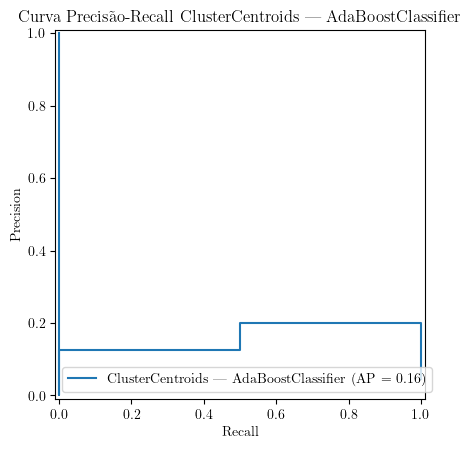 Curva Precisão-Recall ClusterCentroids — AdaBoostClassifier
1.0
0.8
0.6
0.4
0.2
0.0
Precision
ClusterCentroids — AdaBoostClassifier (AP = 0.16)
0.0 0.2 0.4 0.6 0.8 1.0
Recall